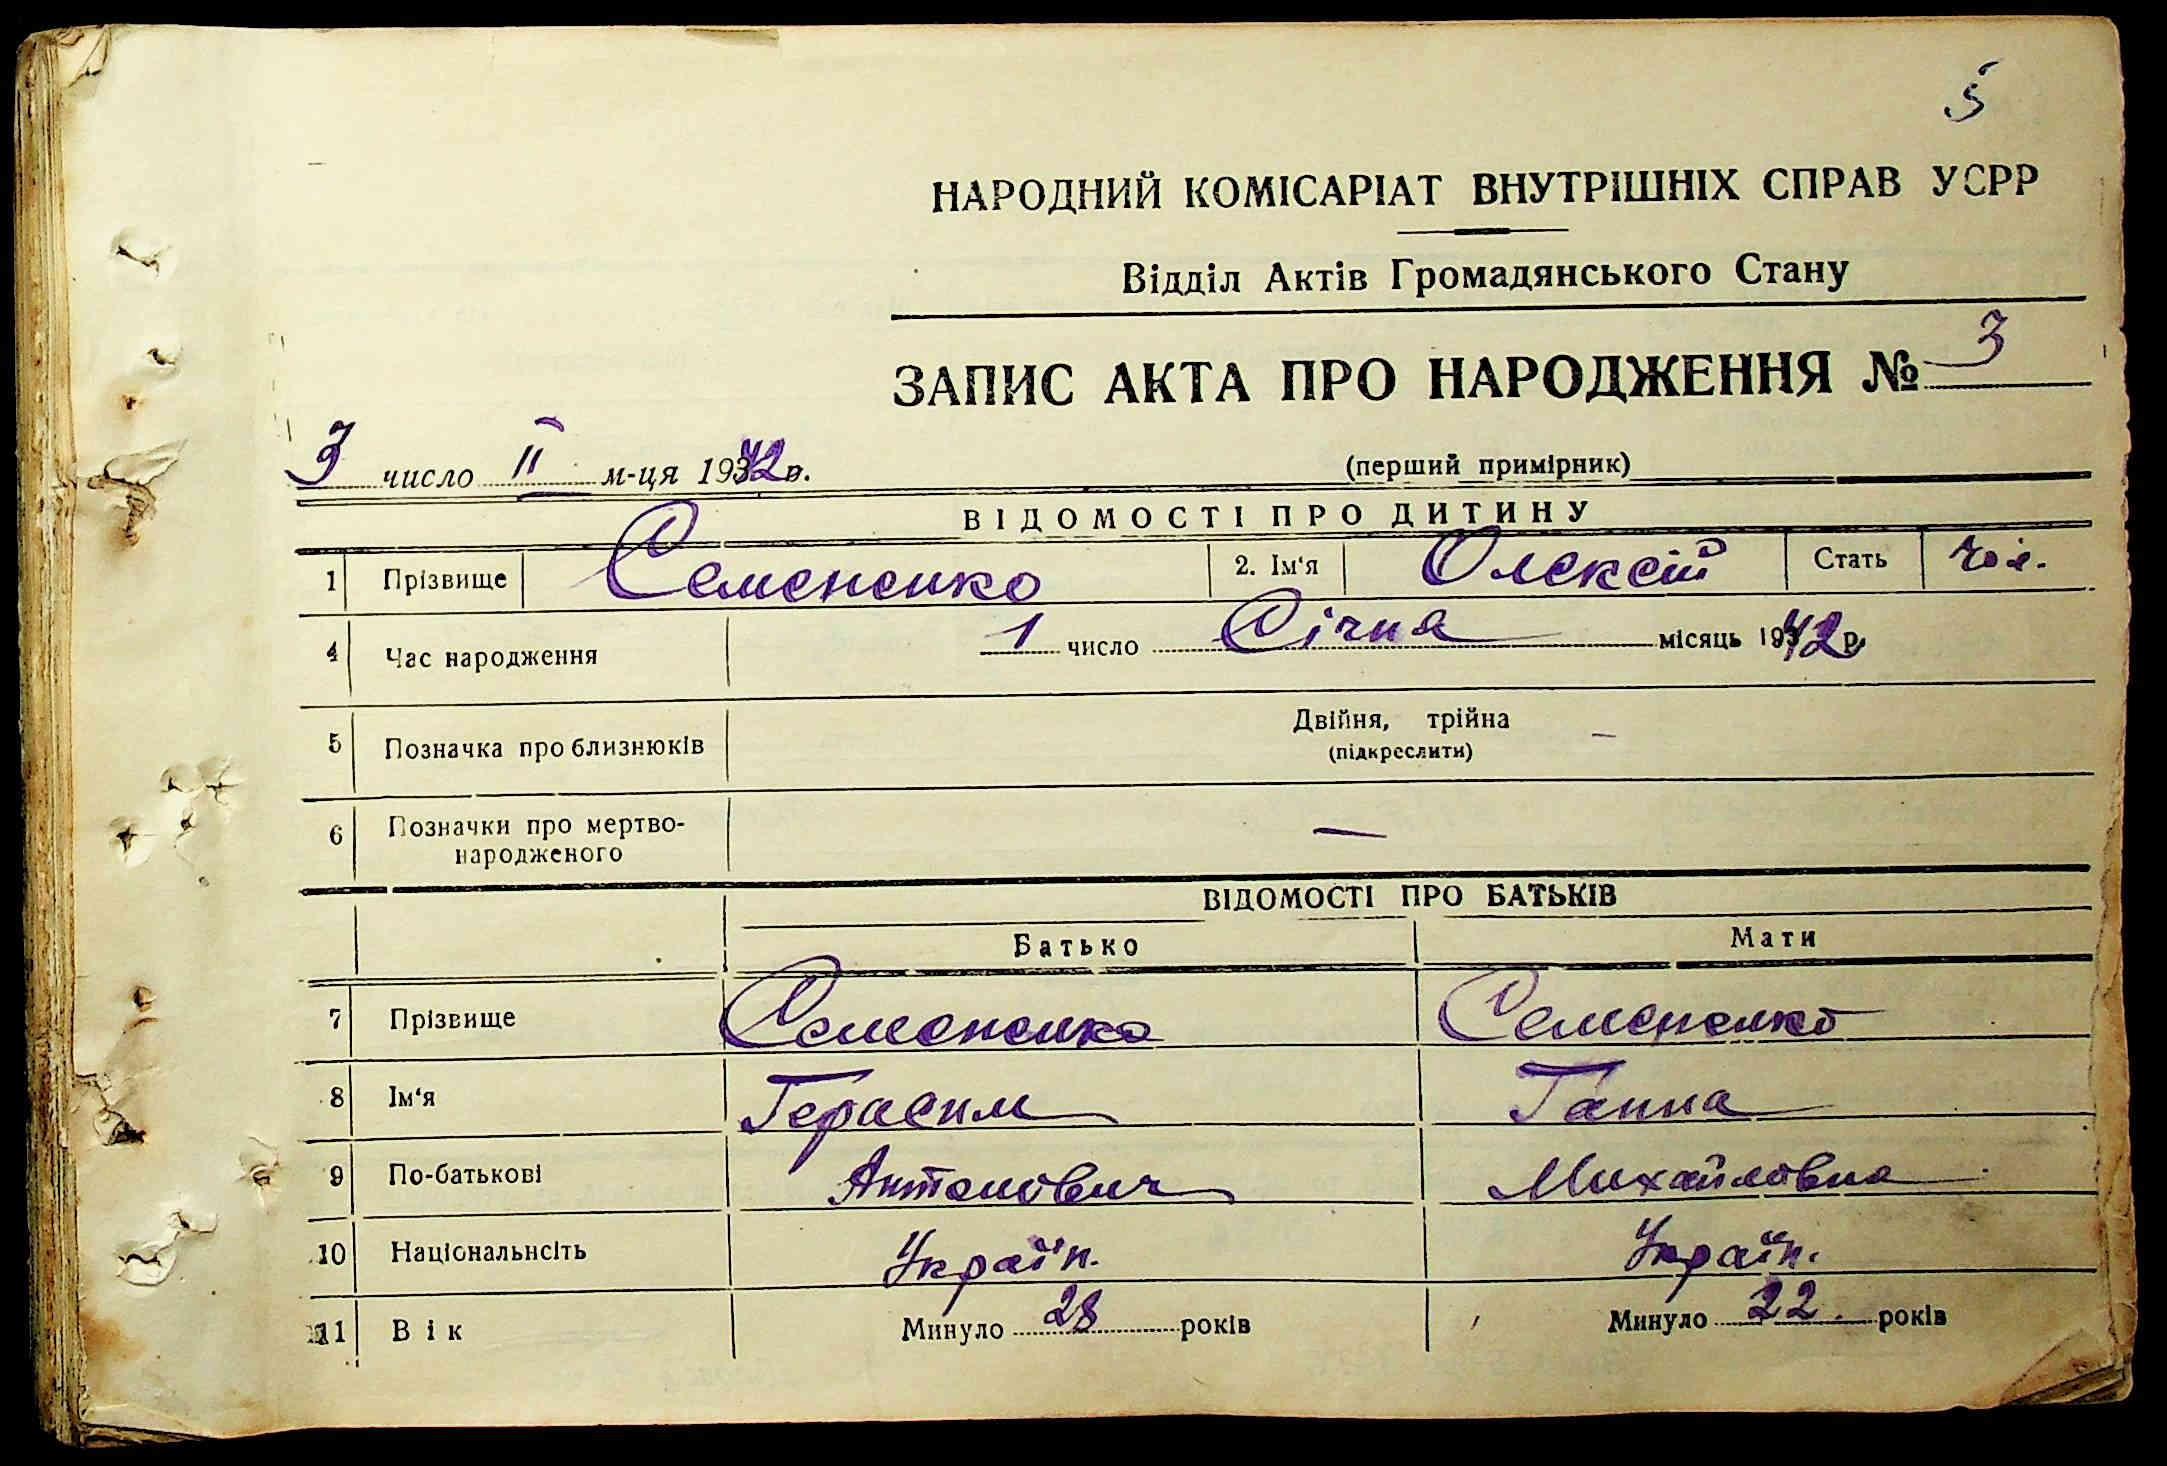 5
НАРОДНИЙ КОМІСАРІАТ ВНУТРІШНІХ СПРАВ УСРР
Відділ Актів Громадянського Стану
ЗАПИС АКТА ПРО НАРОДЖЕННЯ № 3
3 число II м-ця 1942 р.
(перший примірник)
ВІДОМОСТІ ПРО ДИТИНУ
1 Прізвище Семененко 2. Ім'я Олексій Стать чол.
4 Час народження 1 число Січна місяць 1942 р.
5 Позначка про близнюків Двійня, трійна —
(підкреслити)
6 Позначки про мертво-
народженого —
ВІДОМОСТІ ПРО БАТЬКІВ
Батько Мати
7 Прізвище Семененко Семененко
8 Ім'я Герасим Ганна
9 По-батькові Антонович Михайловна
10 Національнсіть Україн. Україн.
11 Вік Минуло 28 років Минуло 22 років